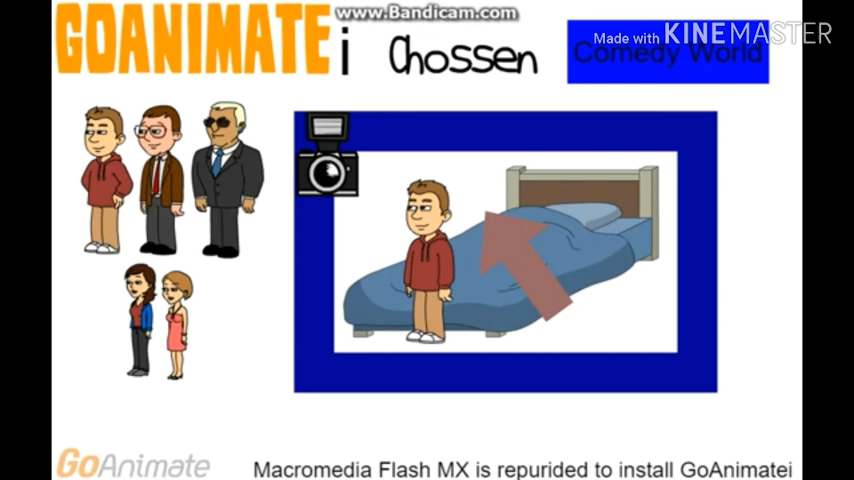 www.Bandicam.com
GOANIMATE i Chossen
Made with KINEMASTER
Comedy World
GoAnimate
Macromedia Flash MX is repurided to install GoAnimatei